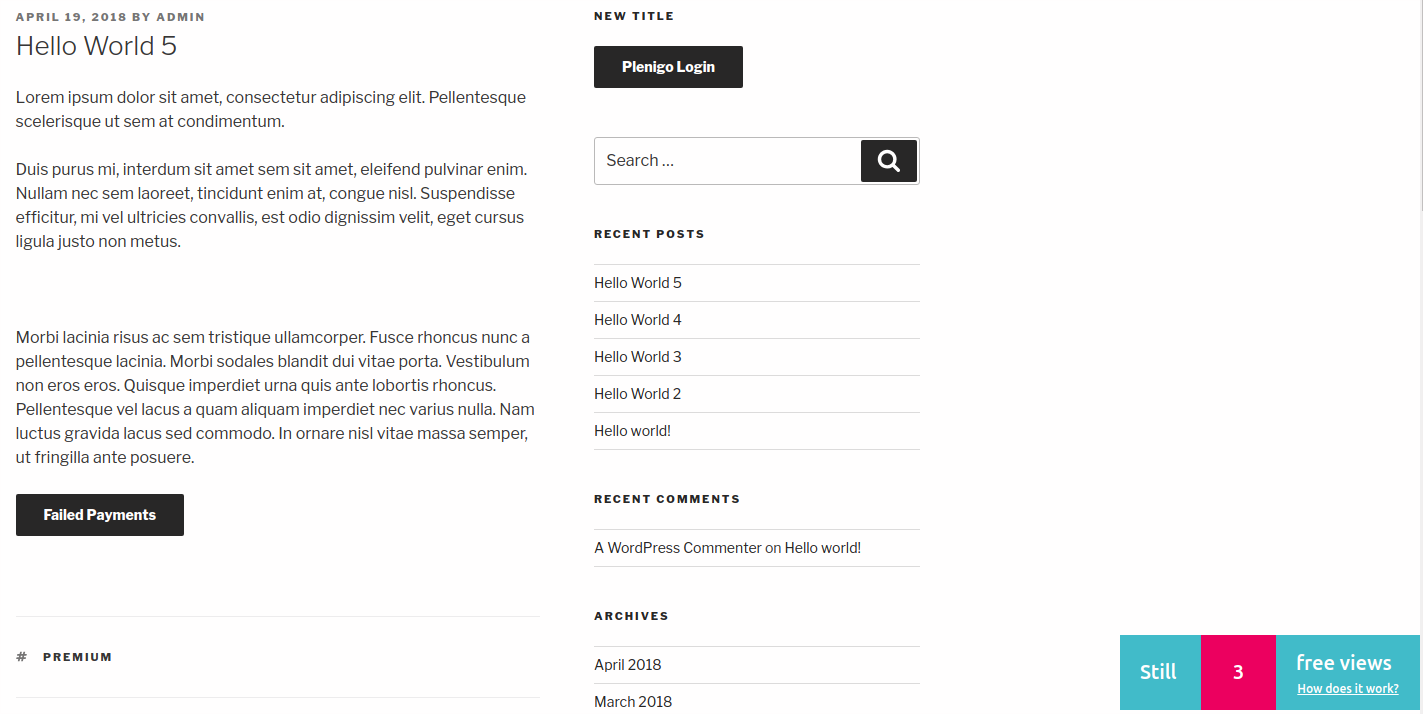 APRIL 19, 2018 BY ADMIN
Hello World 5
Lorem ipsum dolor sit amet, consectetur adipiscing elit. Pellentesque
scelerisque ut sem at condimentum.
Duis purus mi, interdum sit amet sem sit amet, eleifend pulvinar enim.
Nullam nec sem laoreet, tincidunt enim at, congue nisl. Suspendisse
efficitur, mi vel ultricies convallis, est odio dignissim velit, eget cursus
ligula justo non metus.
Morbi lacinia risus ac sem tristique ullamcorper. Fusce rhoncus nunc a
pellentesque lacinia. Morbi sodales blandit dui vitae porta. Vestibulum
non eros eros. Quisque imperdiet urna quis ante lobortis rhoncus.
Pellentesque vel lacus a quam aliquam imperdiet nec varius nulla. Nam
luctus gravida lacus sed commodo. In ornare nisl vitae massa semper,
ut fringilla ante posuere.
Failed Payments
# PREMIUM
NEW TITLE
Plenigo Login
Search …
RECENT POSTS
Hello World 5
Hello World 4
Hello World 3
Hello World 2
Hello world!
RECENT COMMENTS
A WordPress Commenter on Hello world!
ARCHIVES
April 2018
March 2018
Still 3 free views
How does it work?